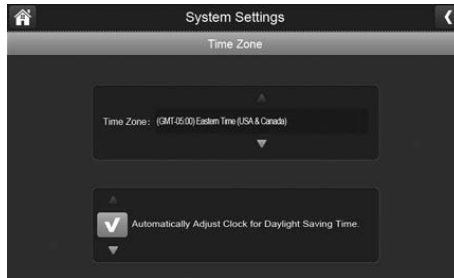 System Settings
Time Zone
Time Zone: (GMT-05:00) Eastern Time (USA & Canada)
Automatically Adjust Clock for Daylight Saving Time.